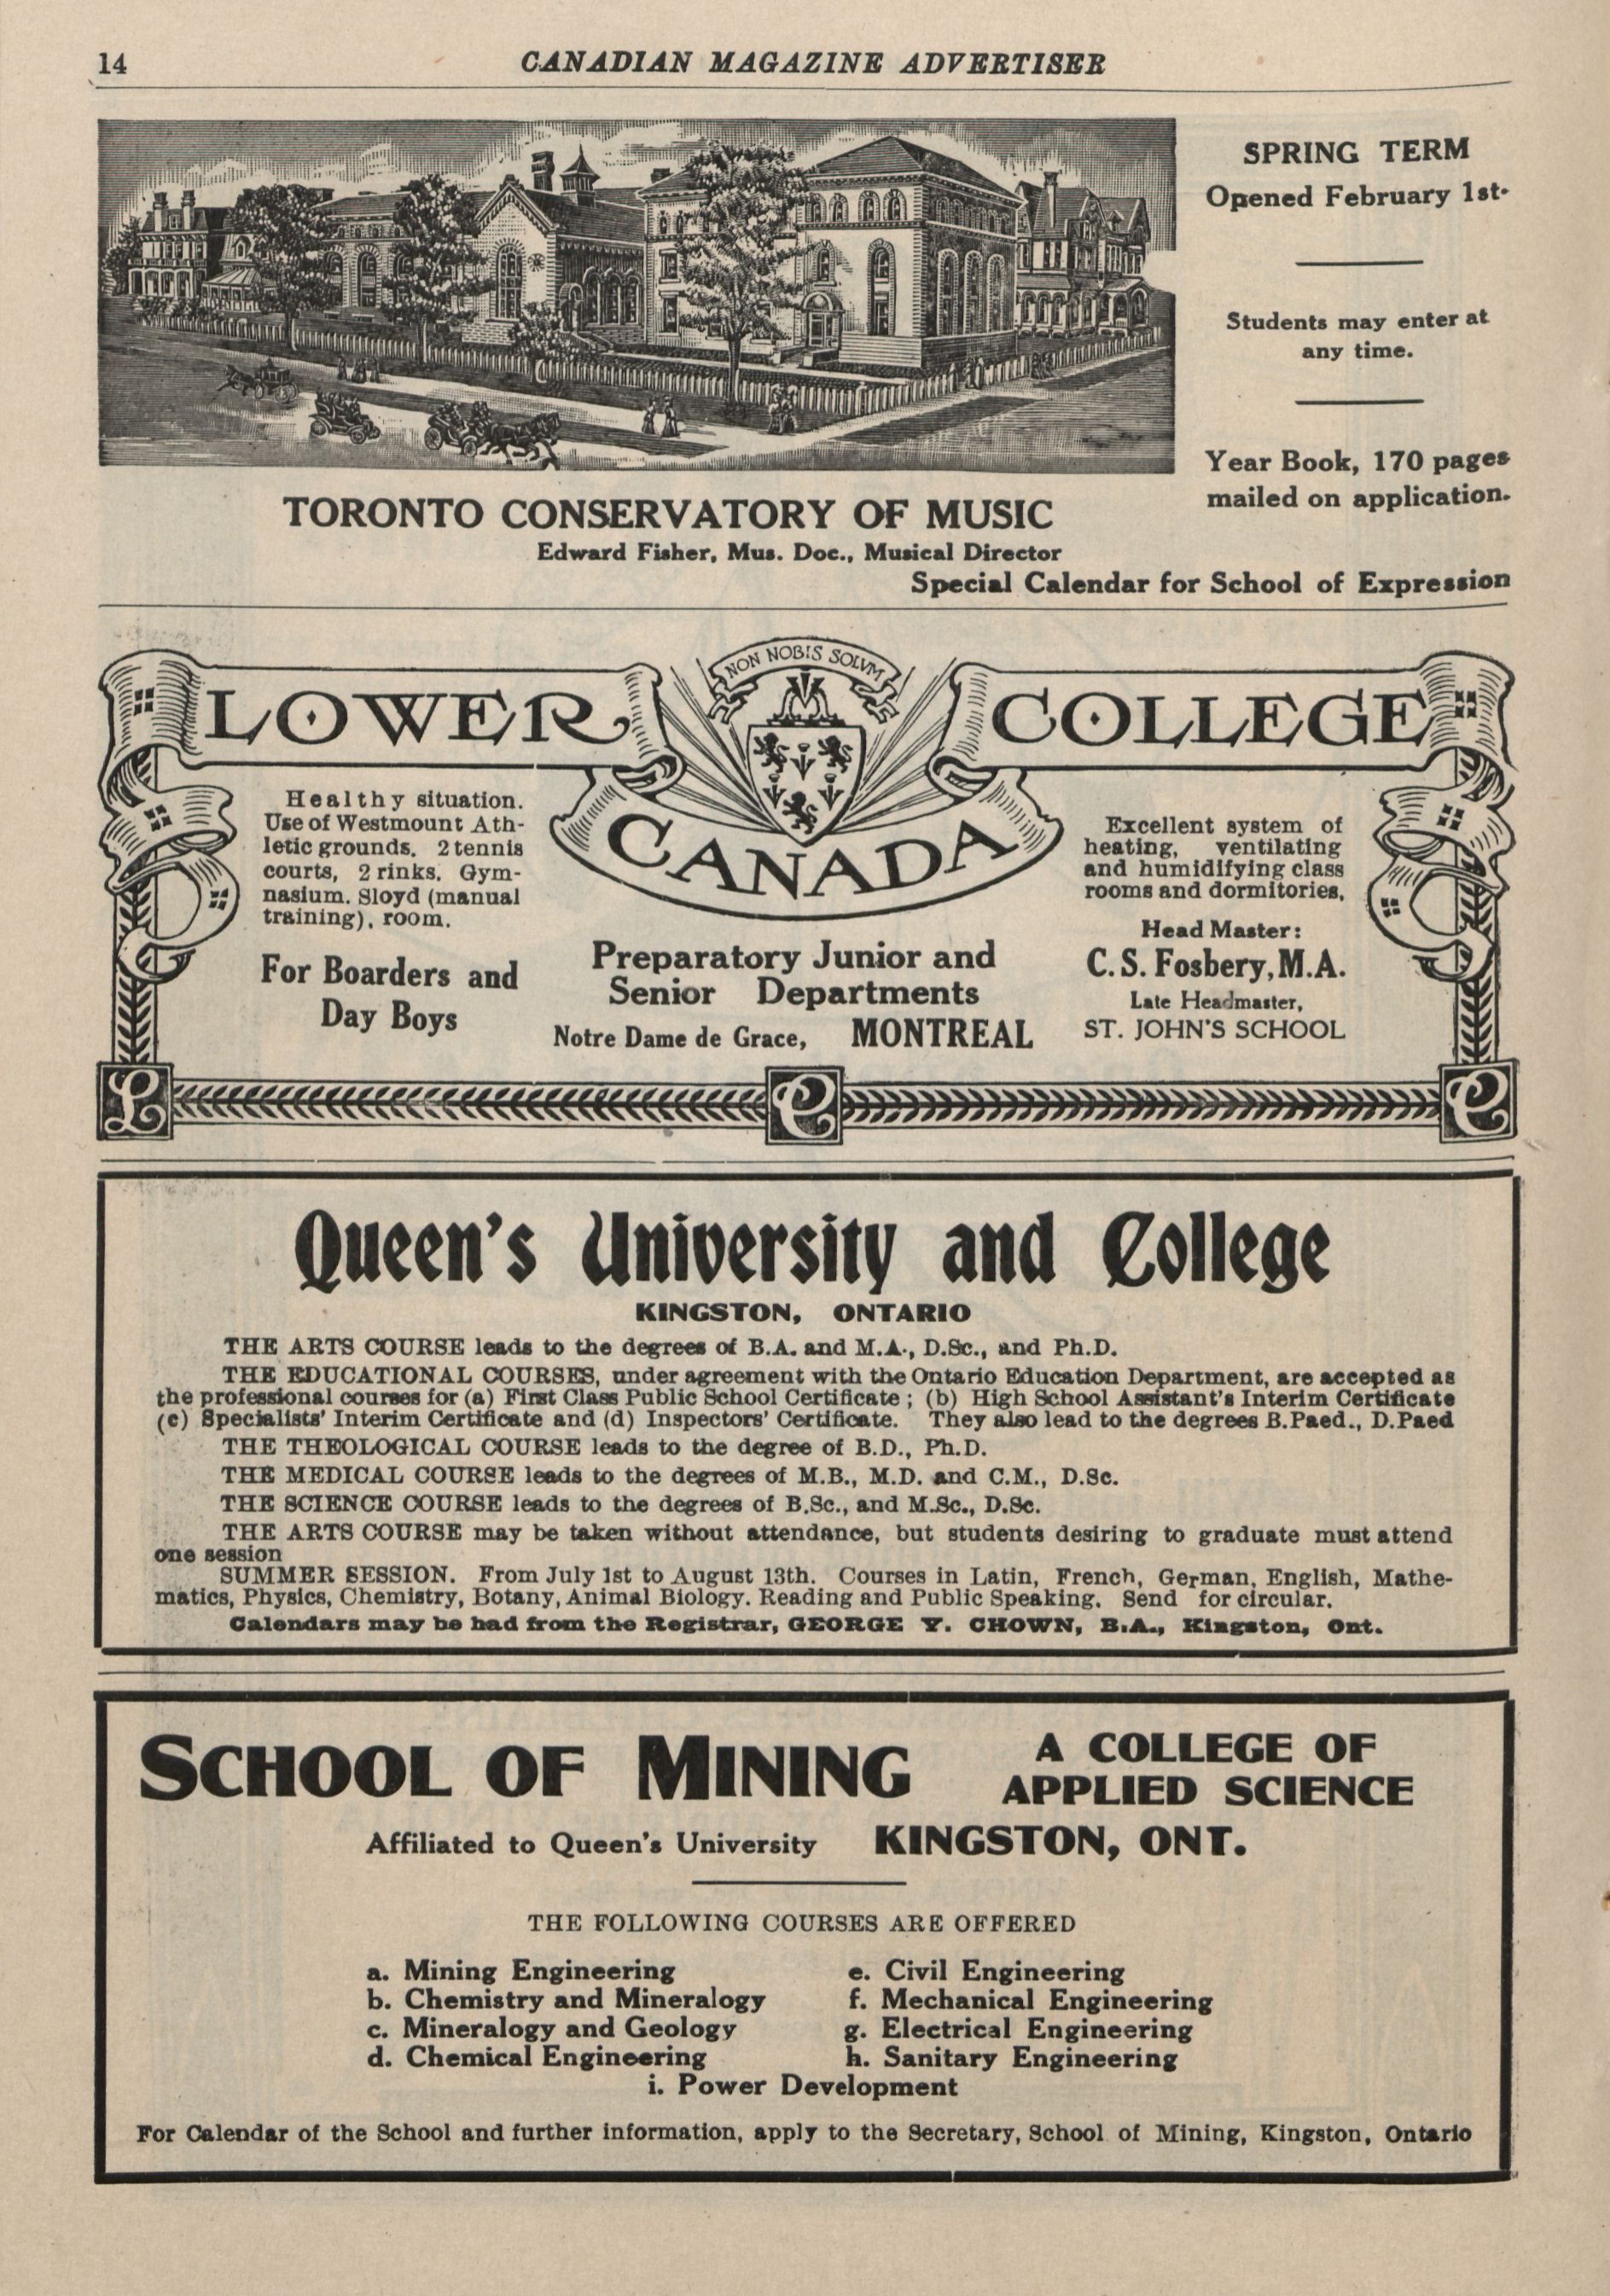 14
CANADIAN MAGAZINE ADVERTISER
SPRING TERM
Opened February 1st.
Students may enter at
any time.
Year Book, 170 pages
mailed on application.
TORONTO CONSERVATORY OF MUSIC
Edward Fisher, Mus. Doc., Musical Director
Special Calendar for School of Expression
NON NOBIS SOLVM
LOWER
CANADA
COLLEGE
Healthy situation.
Use of Westmount Ath-
letic grounds. 2 tennis
courts, 2 rinks. Gym-
nasium. Sloyd (manual
training), room.
For Boarders and
Day Boys
Preparatory Junior and
Senior Departments
Notre Dame de Grace, MONTREAL
Excellent system of
heating, ventilating
and humidifying class
rooms and dormitories,
Head Master:
C. S. Fosbery, M.A.
Late Headmaster,
ST. JOHN'S SCHOOL
L C C
Queen's University and College
KINGSTON, ONTARIO
THE ARTS COURSE leads to the degrees of B.A. and M.A., D.Sc., and Ph.D.
THE EDUCATIONAL COURSES, under agreement with the Ontario Education Department, are accepted as
the professional courses for (a) First Class Public School Certificate ; (b) High School Assistant's Interim Certificate
(c) Specialists' Interim Certificate and (d) Inspectors' Certificate. They also lead to the degrees B.Paed., D.Paed
THE THEOLOGICAL COURSE leads to the degree of B.D., Ph.D.
THE MEDICAL COURSE leads to the degrees of M.B., M.D. and C.M., D.Sc.
THE SCIENCE COURSE leads to the degrees of B.Sc., and M.Sc., D.Sc.
THE ARTS COURSE may be taken without attendance, but students desiring to graduate must attend
one session
SUMMER SESSION. From July 1st to August 13th. Courses in Latin, French, German, English, Mathe-
matics, Physics, Chemistry, Botany, Animal Biology. Reading and Public Speaking. Send for circular.
Calendars may be had from the Registrar, GEORGE Y. CHOWN, B.A., Kingston, Ont.
SCHOOL OF MINING
A COLLEGE OF
APPLIED SCIENCE
Affiliated to Queen's University KINGSTON, ONT.
THE FOLLOWING COURSES ARE OFFERED
a. Mining Engineering
b. Chemistry and Mineralogy
c. Mineralogy and Geology
d. Chemical Engineering
e. Civil Engineering
f. Mechanical Engineering
g. Electrical Engineering
h. Sanitary Engineering
i. Power Development
For Calendar of the School and further information, apply to the Secretary, School of Mining, Kingston, Ontario